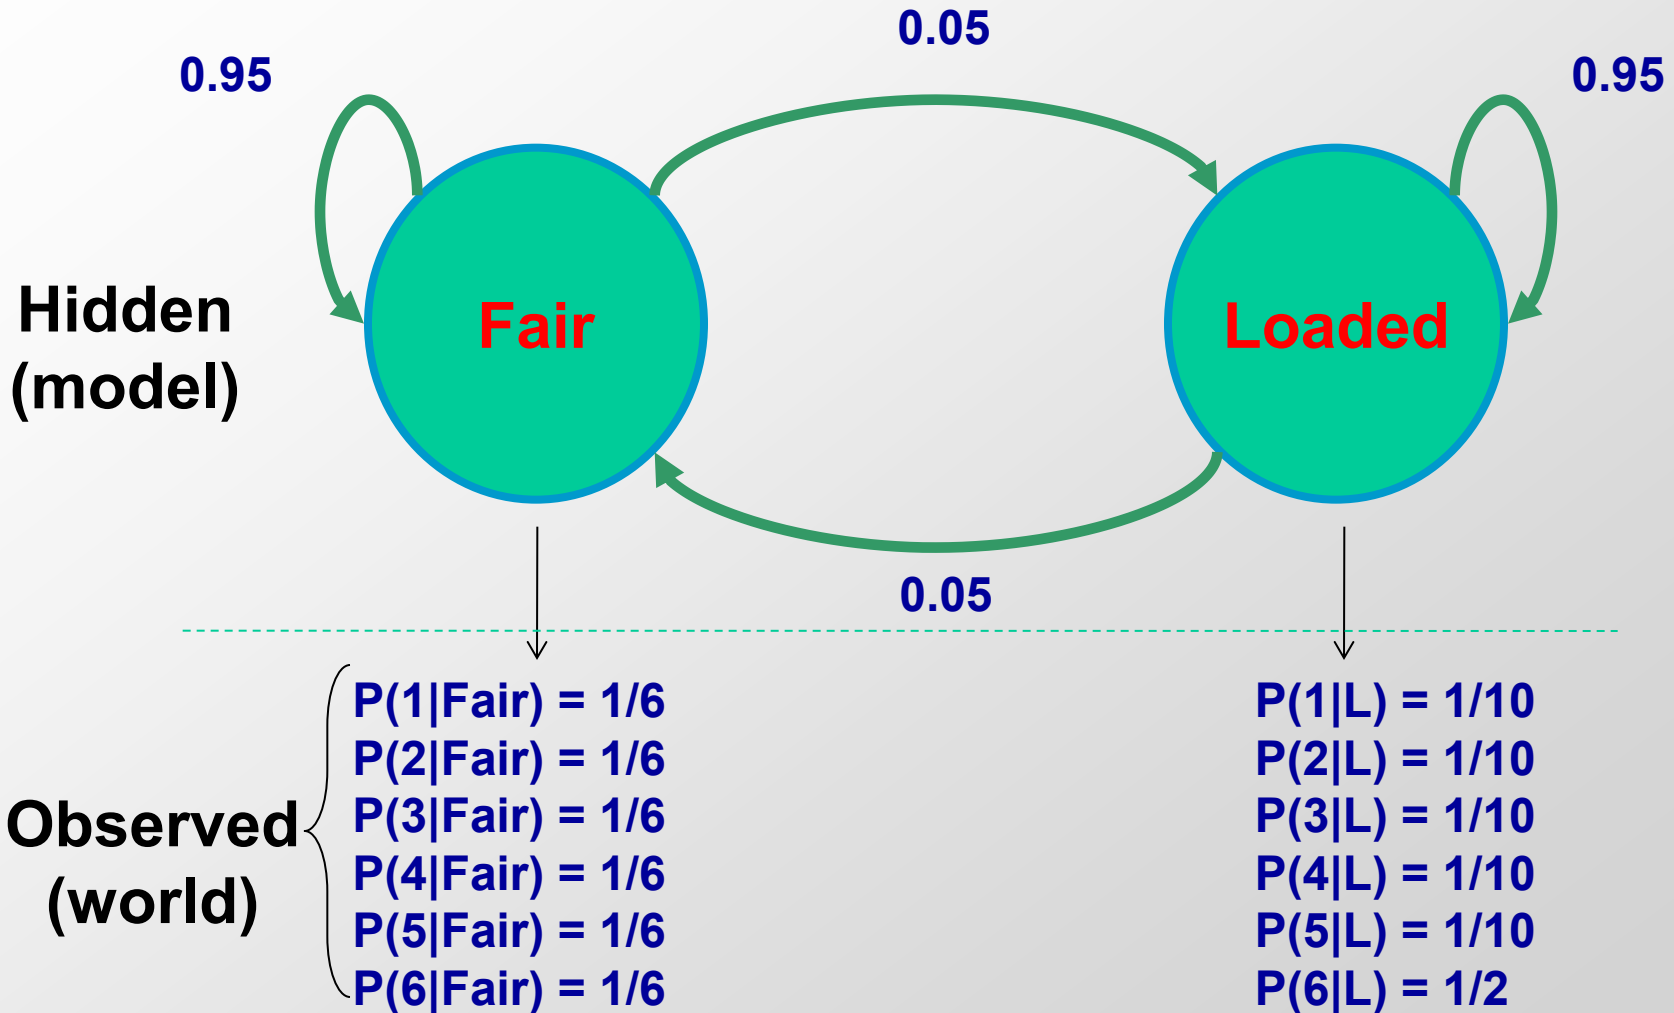 0.05
0.95
0.95
Hidden
(model)
Fair
Loaded
0.05
Observed
(world)
P(1|Fair) = 1/6
P(2|Fair) = 1/6
P(3|Fair) = 1/6
P(4|Fair) = 1/6
P(5|Fair) = 1/6
P(6|Fair) = 1/6
P(1|L) = 1/10
P(2|L) = 1/10
P(3|L) = 1/10
P(4|L) = 1/10
P(5|L) = 1/10
P(6|L) = 1/2